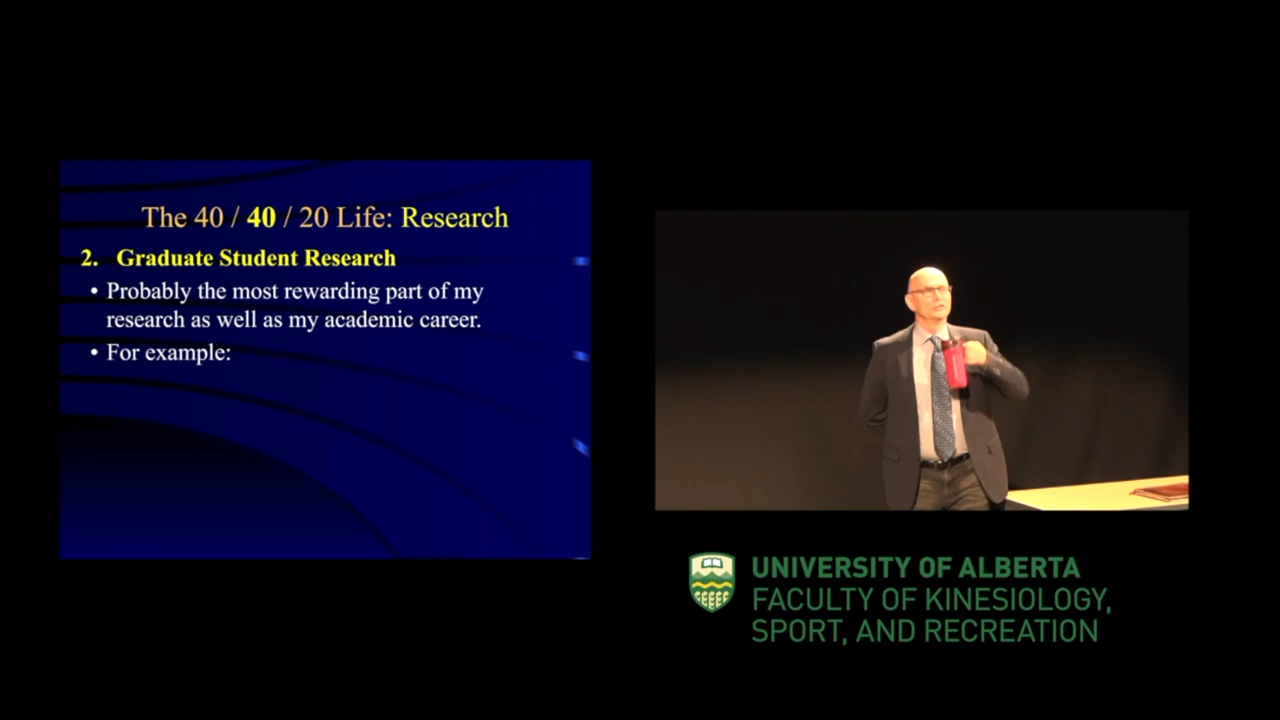 The 40 / 40 / 20 Life: Research
2. Graduate Student Research
• Probably the most rewarding part of my
research as well as my academic career.
• For example:
UNIVERSITY OF ALBERTA
FACULTY OF KINESIOLOGY,
SPORT, AND RECREATION